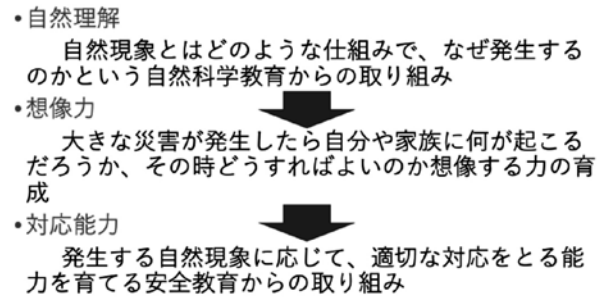 •自然理解
自然現象とはどのような仕組みで、なぜ発生する
のかという自然科学教育からの取り組み
•想像力
大きな災害が発生したら自分や家族に何が起こる
だろうか、その時どうすればよいのか想像する力の育
成
•対応能力
発生する自然現象に応じて、適切な対応をとる能
力を育てる安全教育からの取り組み